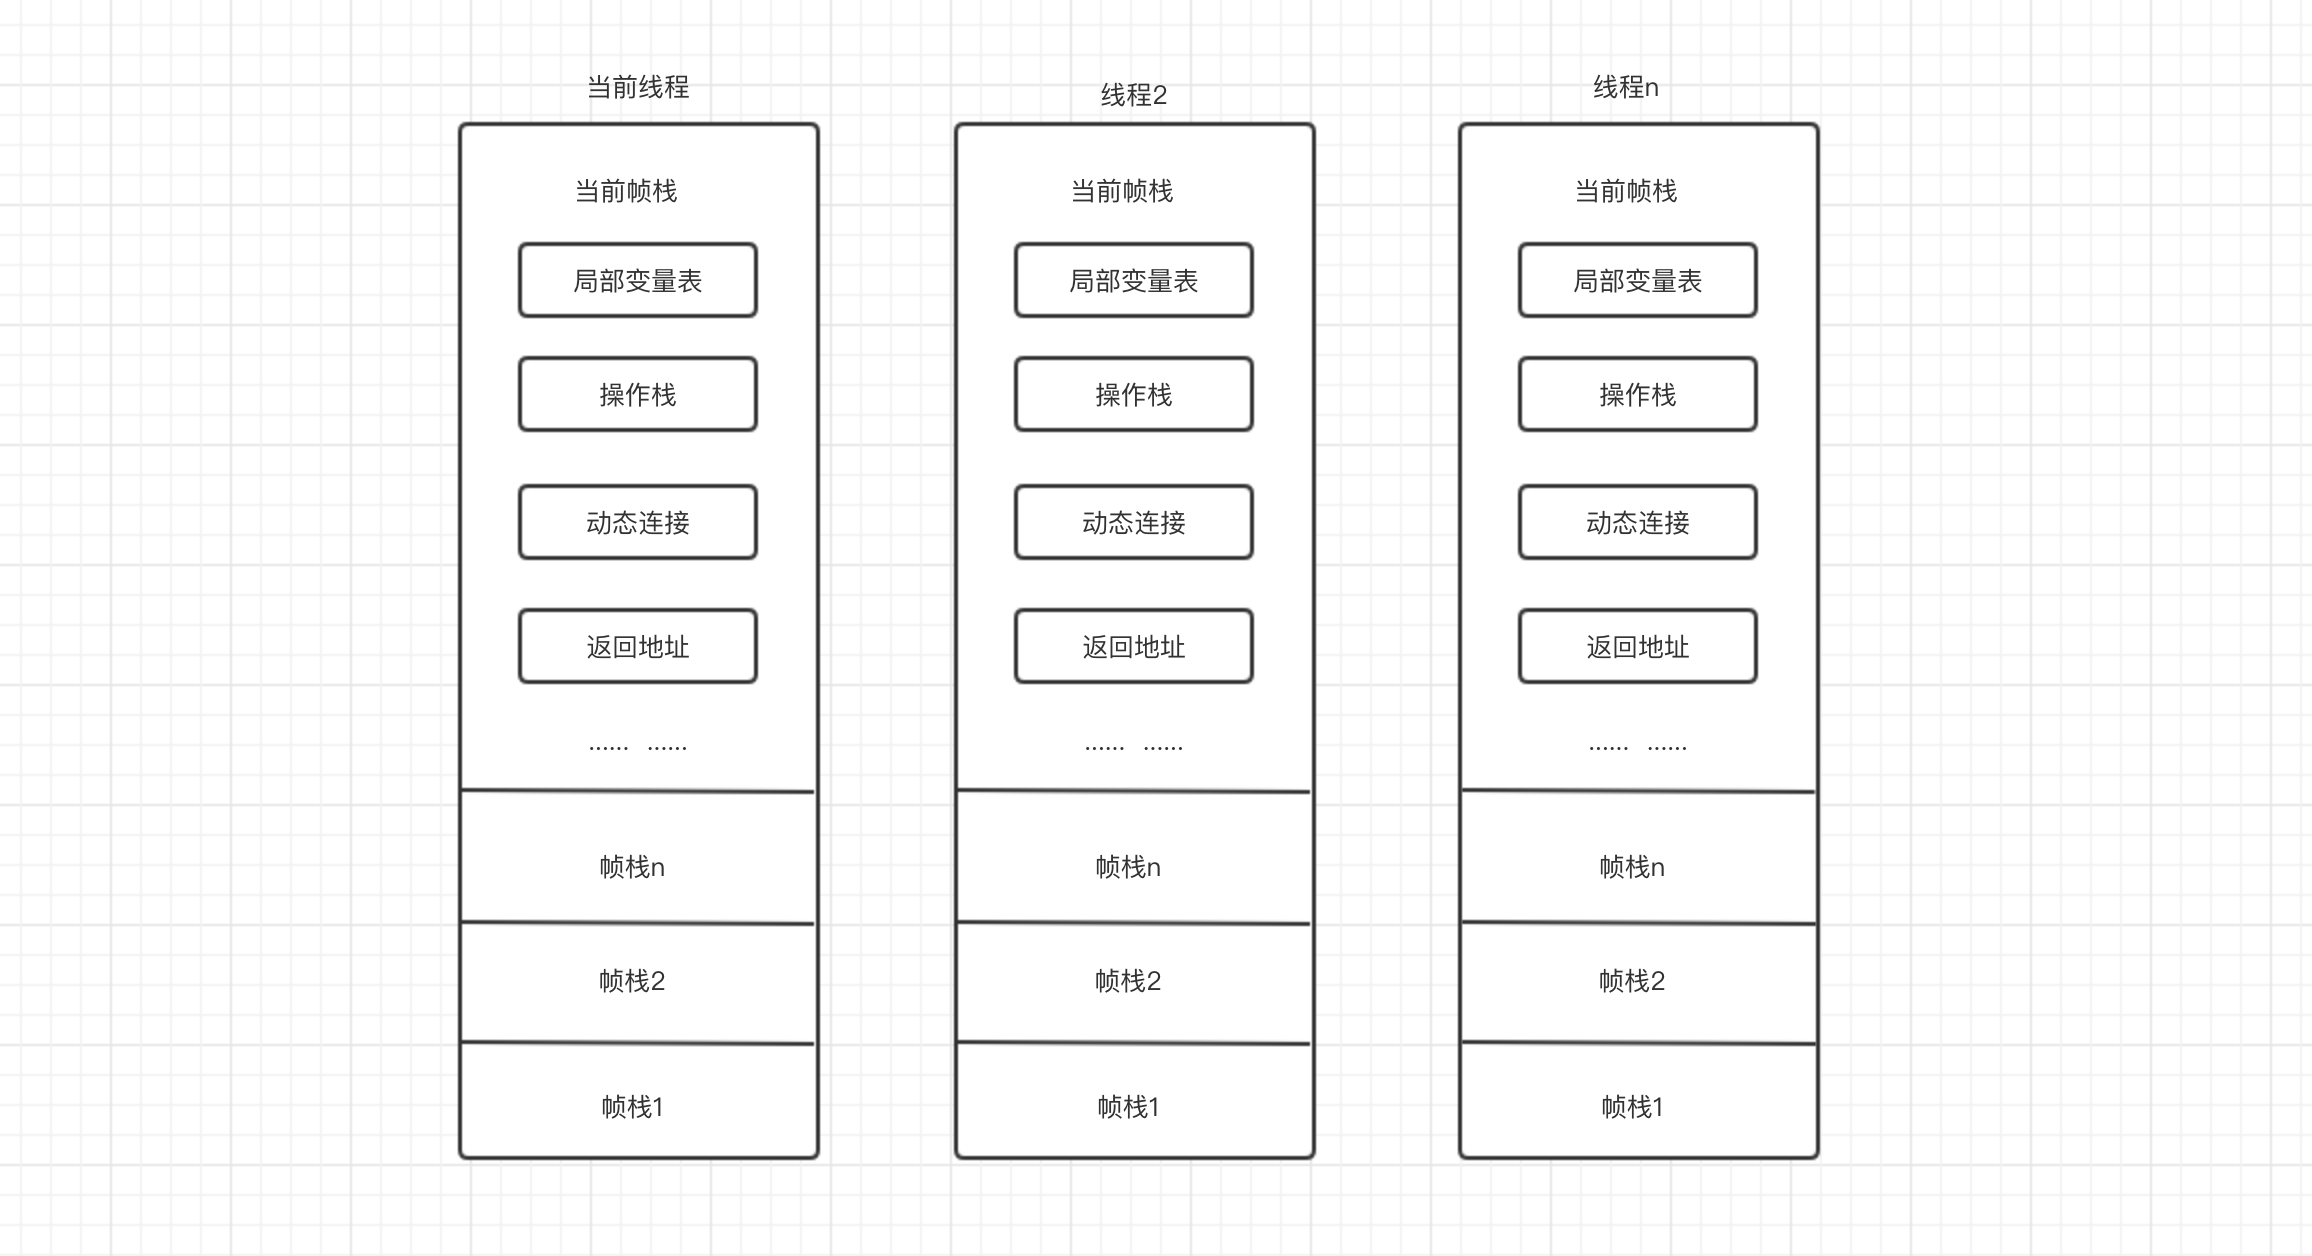 当前线程
当前帧栈
局部变量表
操作栈
动态连接
返回地址
...... ......
帧栈n
帧栈2
帧栈1
线程2
当前帧栈
局部变量表
操作栈
动态连接
返回地址
...... ......
帧栈n
帧栈2
帧栈1
线程n
当前帧栈
局部变量表
操作栈
动态连接
返回地址
...... ......
帧栈n
帧栈2
帧栈1